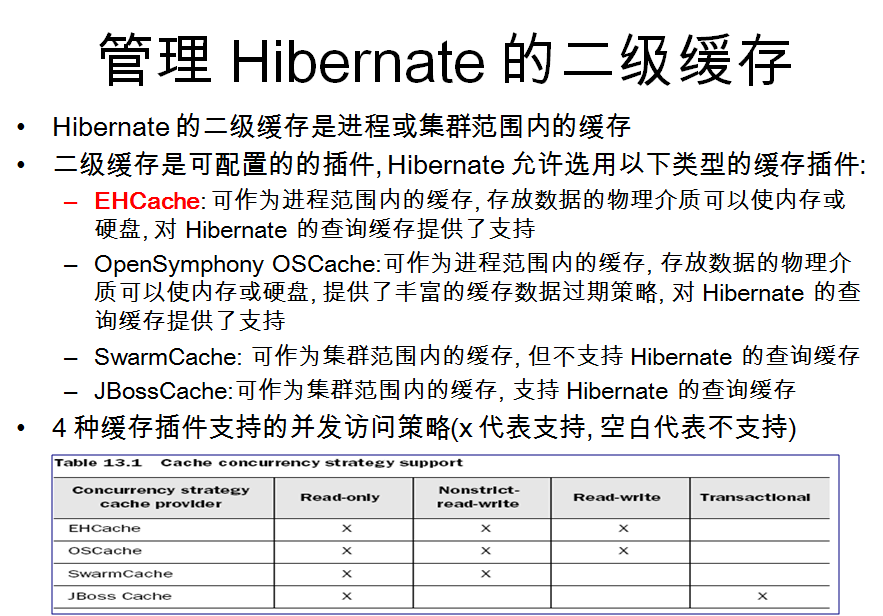 管理 Hibernate 的二级缓存
• Hibernate 的二级缓存是进程或集群范围内的缓存
• 二级缓存是可配置的的插件, Hibernate 允许选用以下类型的缓存插件:
– EHCache: 可作为进程范围内的缓存, 存放数据的物理介质可以使内存或
硬盘, 对 Hibernate 的查询缓存提供了支持
– OpenSymphony OSCache:可作为进程范围内的缓存, 存放数据的物理介
质可以使内存或硬盘, 提供了丰富的缓存数据过期策略, 对 Hibernate 的查
询缓存提供了支持
– SwarmCache: 可作为集群范围内的缓存, 但不支持 Hibernate 的查询缓存
– JBossCache:可作为集群范围内的缓存, 支持 Hibernate 的查询缓存
• 4 种缓存插件支持的并发访问策略(x 代表支持, 空白代表不支持)
Table 13.1 Cache concurrency strategy support
Concurrency strategy
cache provider
Read-only
Nonstrict-
read-write
Read-write
Transactional
EHCache X X X
OSCache X X X
SwarmCache X X
JBoss Cache X X